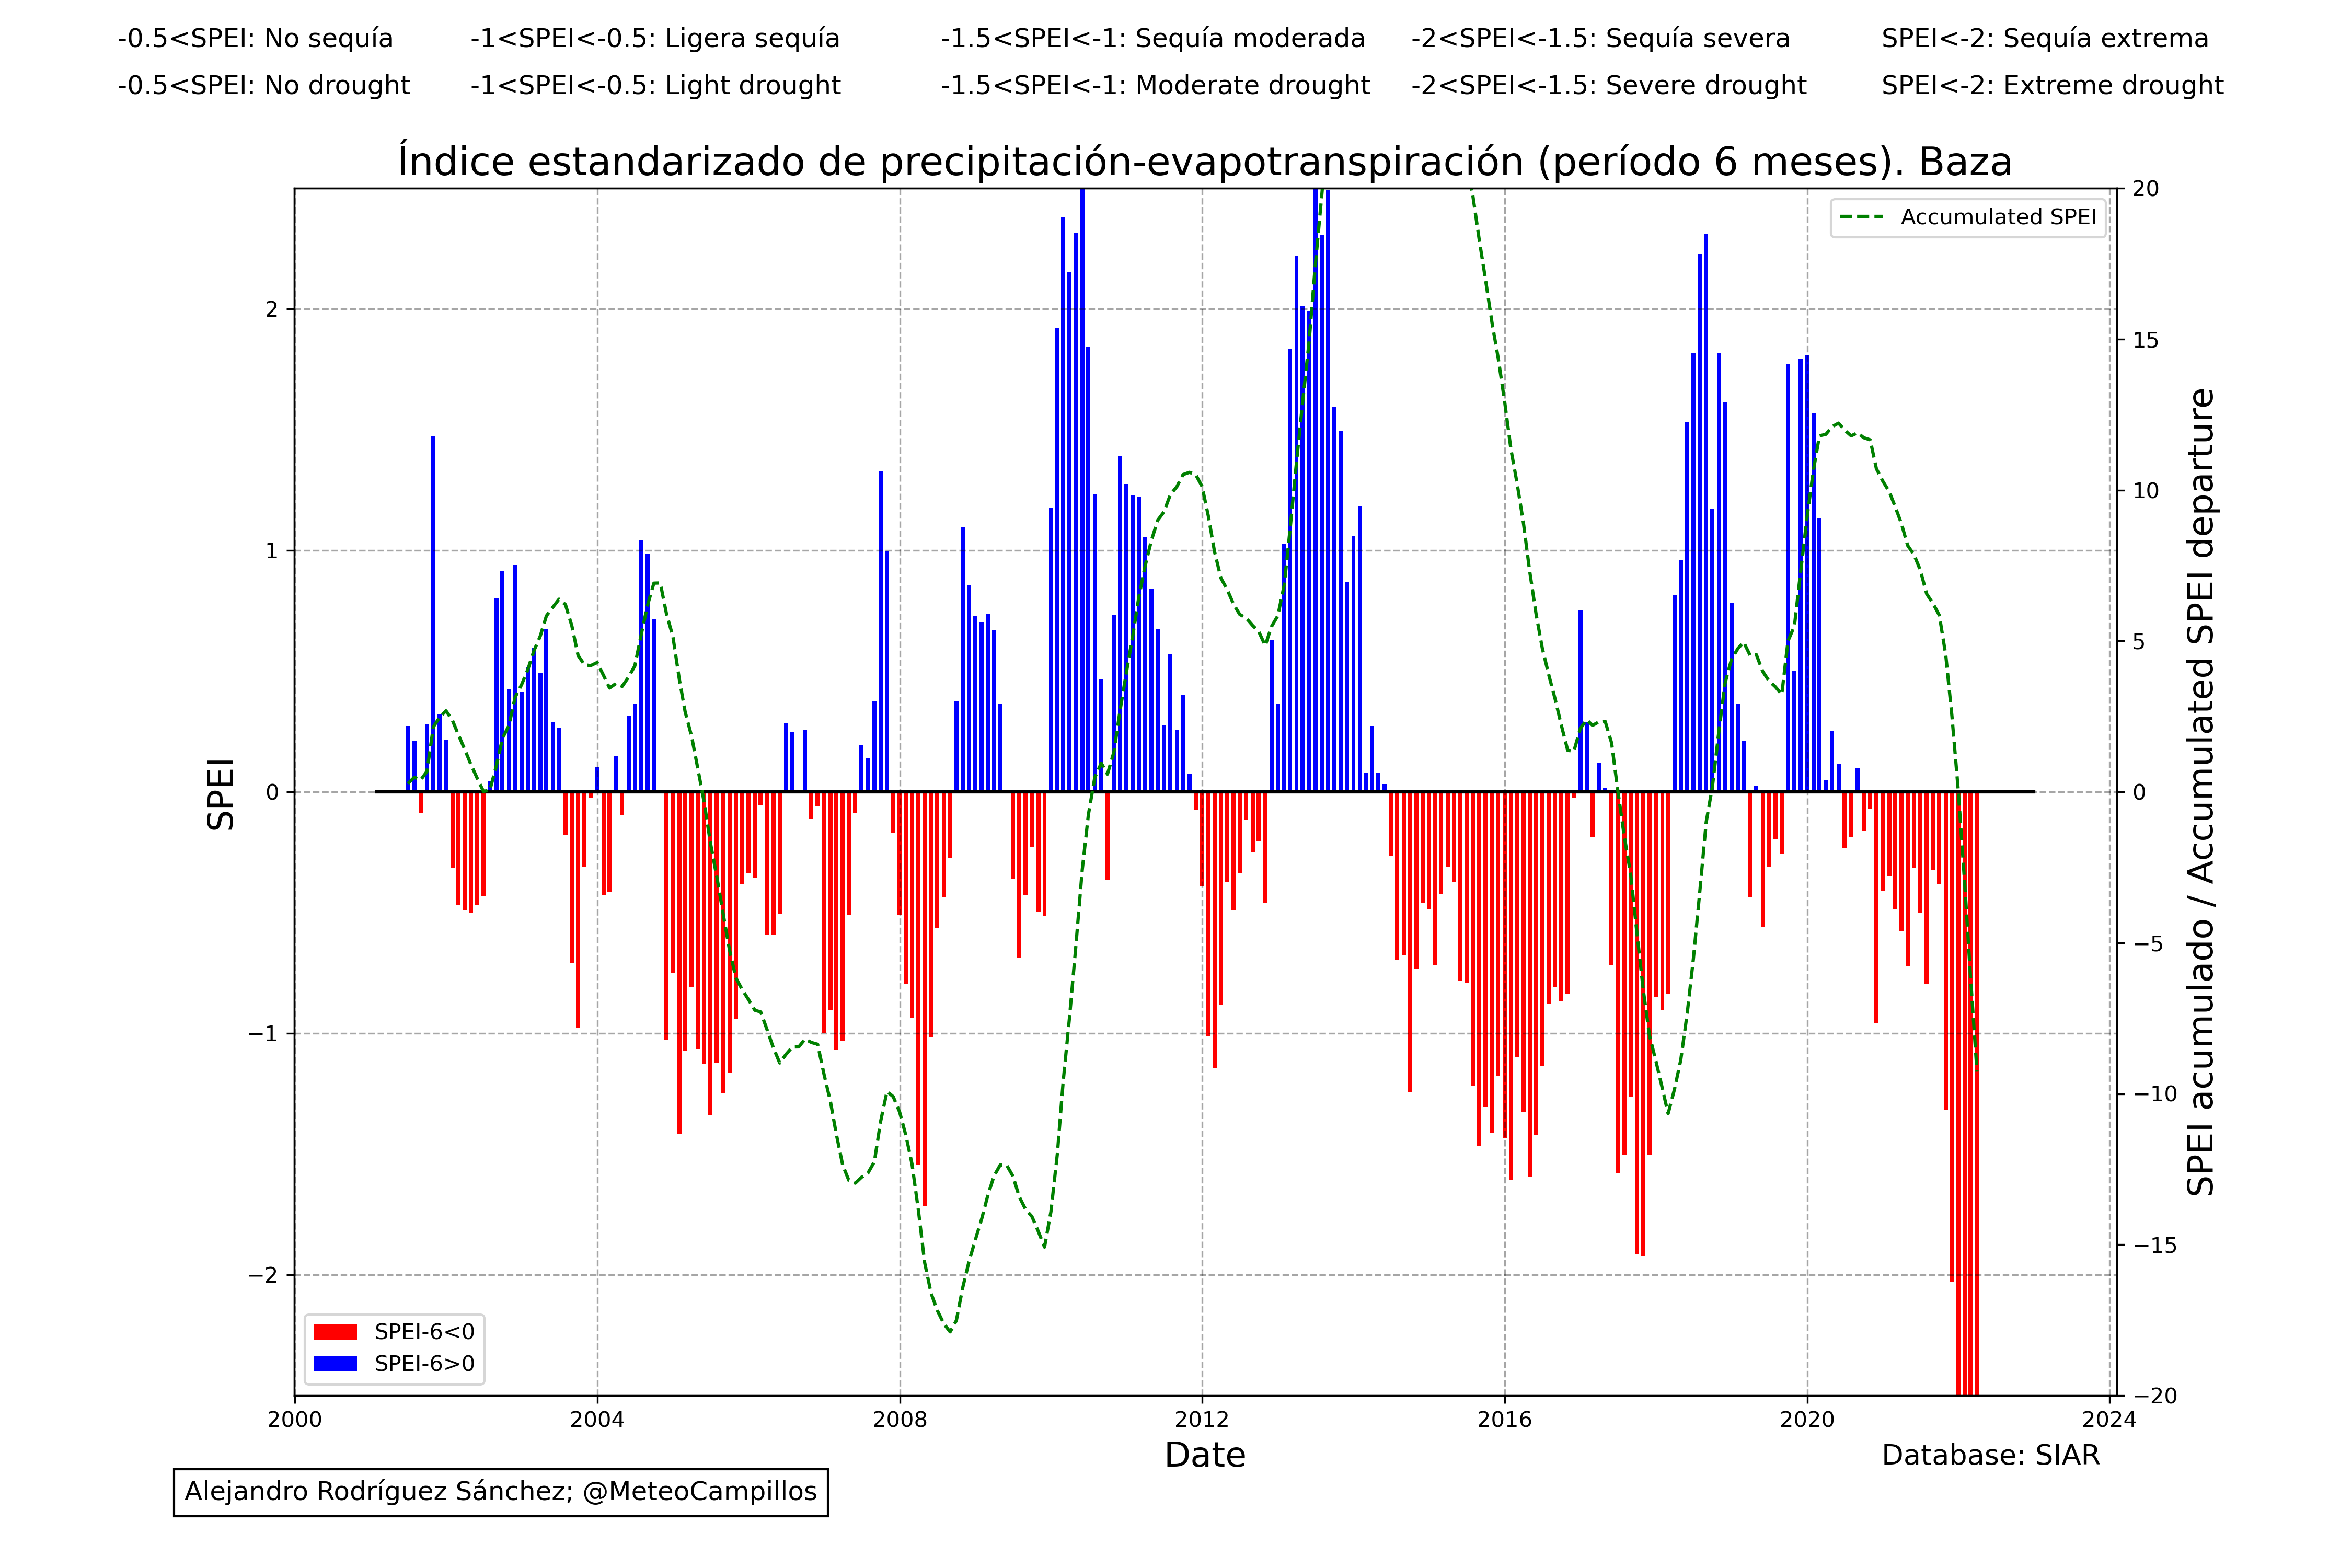 -0.5<SPEI: No sequía -1<SPEI<-0.5: Ligera sequía -1.5<SPEI<-1: Sequía moderada -2<SPEI<-1.5: Sequía severa SPEI<-2: Sequía extrema
-0.5<SPEI: No drought -1<SPEI<-0.5: Light drought -1.5<SPEI<-1: Moderate drought -2<SPEI<-1.5: Severe drought SPEI<-2: Extreme drought
Índice estandarizado de precipitación-evapotranspiración (período 6 meses). Baza
Accumulated SPEI
SPEI
2
1
0
−1
−2
20
15
10
5
0
−5
−10
−15
−20
SPEI acumulado / Accumulated SPEI departure
SPEI-6<0
SPEI-6>0
2000 2004 2008 2012 2016 2020 2024
Date
Database: SIAR
Alejandro Rodríguez Sánchez; @MeteoCampillos